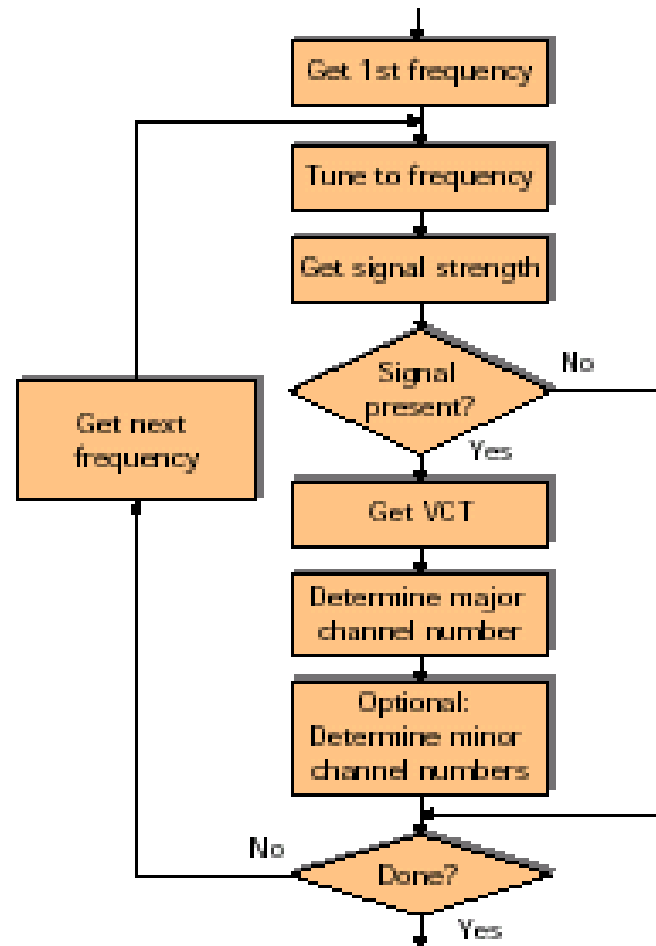 Get 1st frequency
Tune to frequency
Get signal strength
Signal
present?
No
Yes
Get next
frequency
Get VCT
Determine major
channel number
Optional:
Determine minor
channel numbers
No
Done?
Yes